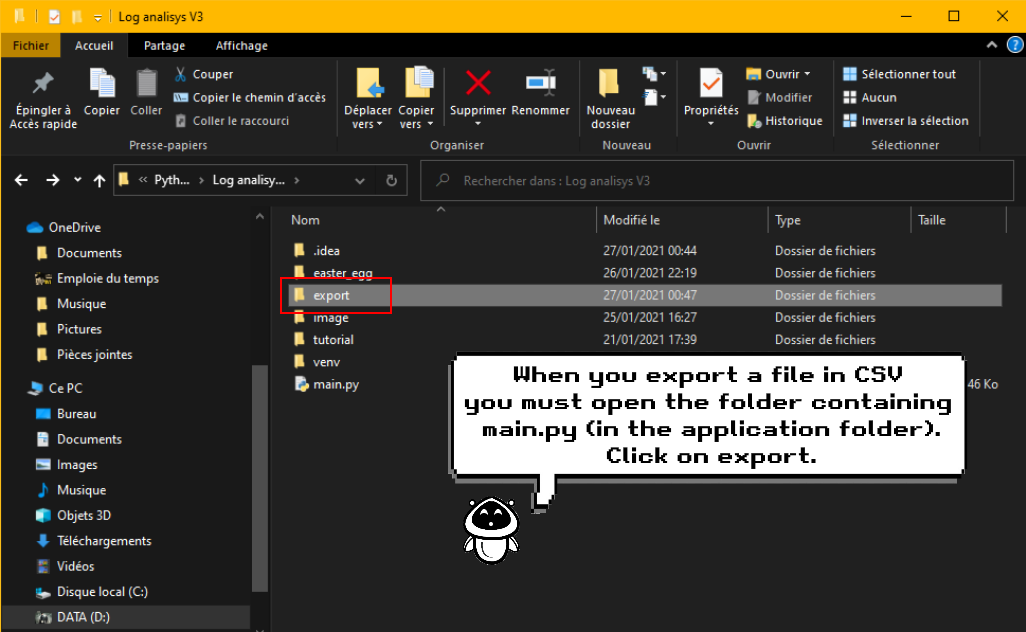 Log analisys V3
Fichier Accueil Partage Affichage
Épingler à Accès rapide
Copier
Coller
Couper
Copier le chemin d'accès
Coller le raccourci
Presse-papiers
Déplacer vers
Copier vers
Supprimer
Renommer
Organiser
Nouveau dossier
Nouveau
Propriétés
Ouvrir
Modifier
Historique
Ouvrir
Sélectionner tout
Aucun
Inverser la sélection
Sélectionner
« Pyth... › Log analisy... ›
Rechercher dans : Log analisys V3
OneDrive
Documents
Emploie du temps
Musique
Pictures
Pièces jointes
Ce PC
Bureau
Documents
Images
Musique
Objets 3D
Téléchargements
Vidéos
Disque local (C:)
DATA (D:)
Nom Modifié le Type Taille
.idea 27/01/2021 00:44 Dossier de fichiers
easter_egg 26/01/2021 22:19 Dossier de fichiers
export 27/01/2021 00:47 Dossier de fichiers
image 25/01/2021 16:27 Dossier de fichiers
tutorial 21/01/2021 17:39 Dossier de fichiers
venv
main.py 46 Ko
When you export a file in CSV
you must open the folder containing
main.py (in the application folder).
Click on export.